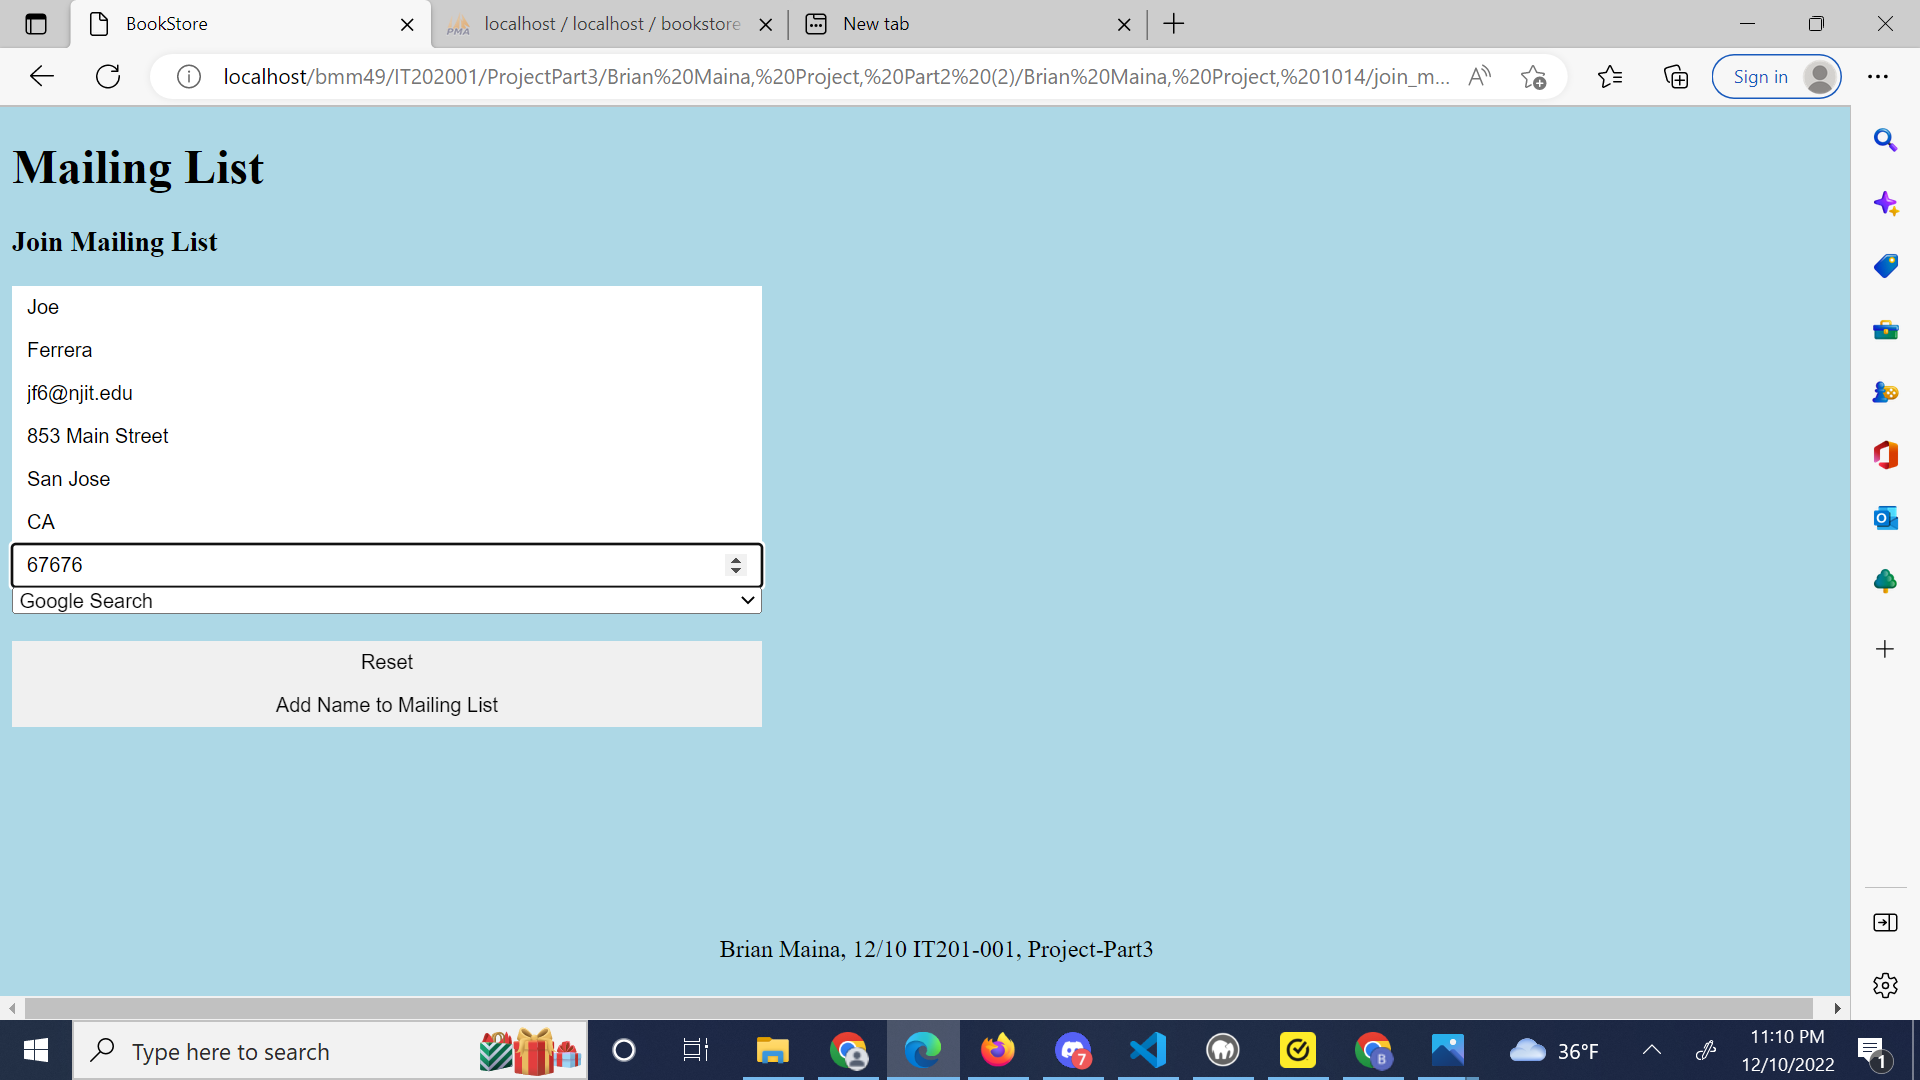 BookStore
PMA
localhost / localhost / bookstore
New tab
localhost/bmm49/IT202001/ProjectPart3/Brian%20Maina,%20Project,%20Part2%20(2)/Brian%20Maina,%20Project,%201014/join_m...
Sign in
Mailing List
Join Mailing List
Joe
Ferrera
jf6@njit.edu
853 Main Street
San Jose
CA
67676
Google Search
Reset
Add Name to Mailing List
Brian Maina, 12/10 IT201-001, Project-Part3
Type here to search
7
B
36°F
11:10 PM
12/10/2022
1